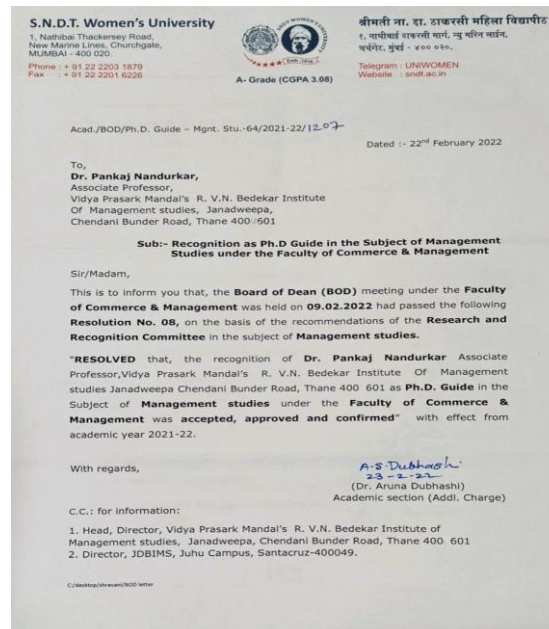 S.N.D.T. Women's University
1, Nathibai Thackersey Road,
New Marine Lines, Churchgate,
MUMBAI - 400 020.
Phone : + 91 22 2203 1879
Fax : + 91 22 2201 6226
A- Grade (CGPA 3.08)
श्रीमती ना. दा. ठाकरसी महिला विद्यापीठ
१, नाथीबाई ठाकरसी मार्ग, न्यु मरिन लाईन,
चर्चगेट, मुंबई - ४०० ०२०.
Telegram : UNIWOMEN
Website : sndt.ac.in
Acad./BOD/Ph.D. Guide – Mgnt. Stu.-64/2021-22/1207
Dated :- 22nd February 2022
To,
Dr. Pankaj Nandurkar,
Associate Professor,
Vidya Prasark Mandal's R. V.N. Bedekar Institute
Of Management studies, Janadweepa,
Chendani Bunder Road, Thane 400 601
Sub:- Recognition as Ph.D Guide in the Subject of Management
Studies under the Faculty of Commerce & Management
Sir/Madam,
This is to inform you that, the Board of Dean (BOD) meeting under the Faculty
of Commerce & Management was held on 09.02.2022 had passed the following
Resolution No. 08, on the basis of the recommendations of the Research and
Recognition Committee in the subject of Management studies.
"RESOLVED that, the recognition of Dr. Pankaj Nandurkar Associate
Professor,Vidya Prasark Mandal's R. V.N. Bedekar Institute Of Management
studies Janadweepa Chendani Bunder Road, Thane 400 601 as Ph.D. Guide in the
Subject of Management studies under the Faculty of Commerce &
Management was accepted, approved and confirmed" with effect from
academic year 2021-22.
With regards,
A.S.Dubhashi
23-2-22
(Dr. Aruna Dubhashi)
Academic section (Addl. Charge)
C.C.: for information:
1. Head, Director, Vidya Prasark Mandal's R. V.N. Bedekar Institute of
Management studies, Janadweepa, Chendani Bunder Road, Thane 400 601
2. Director, JDBIMS, Juhu Campus, Santacruz-400049.
C:/desktop/shravani/BOD letter